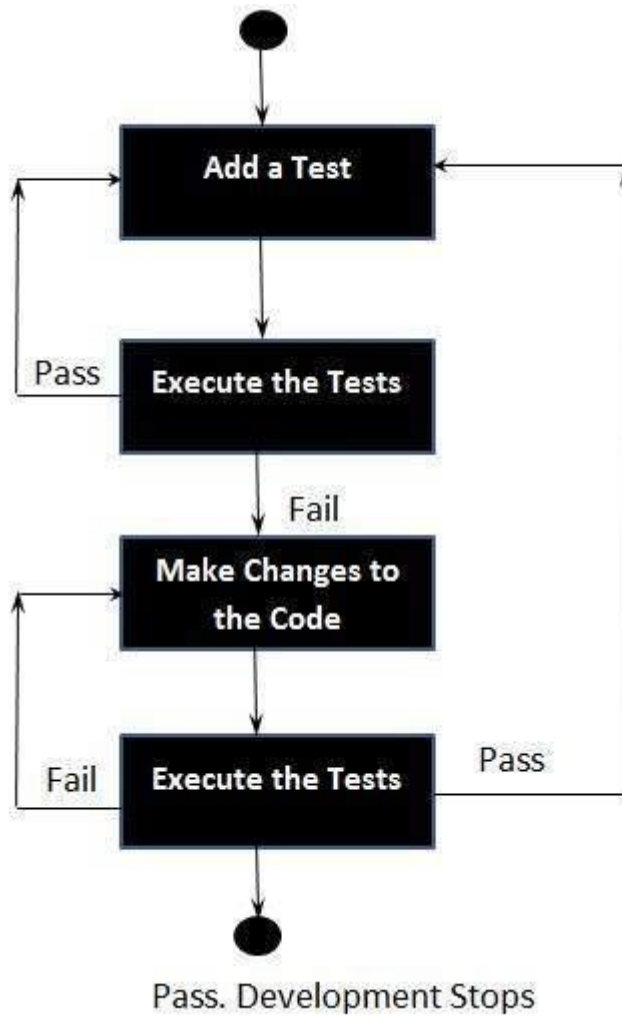 Add a Test
Pass
Execute the Tests
Fail
Make Changes to
the Code
Fail
Execute the Tests
Pass
Pass. Development Stops